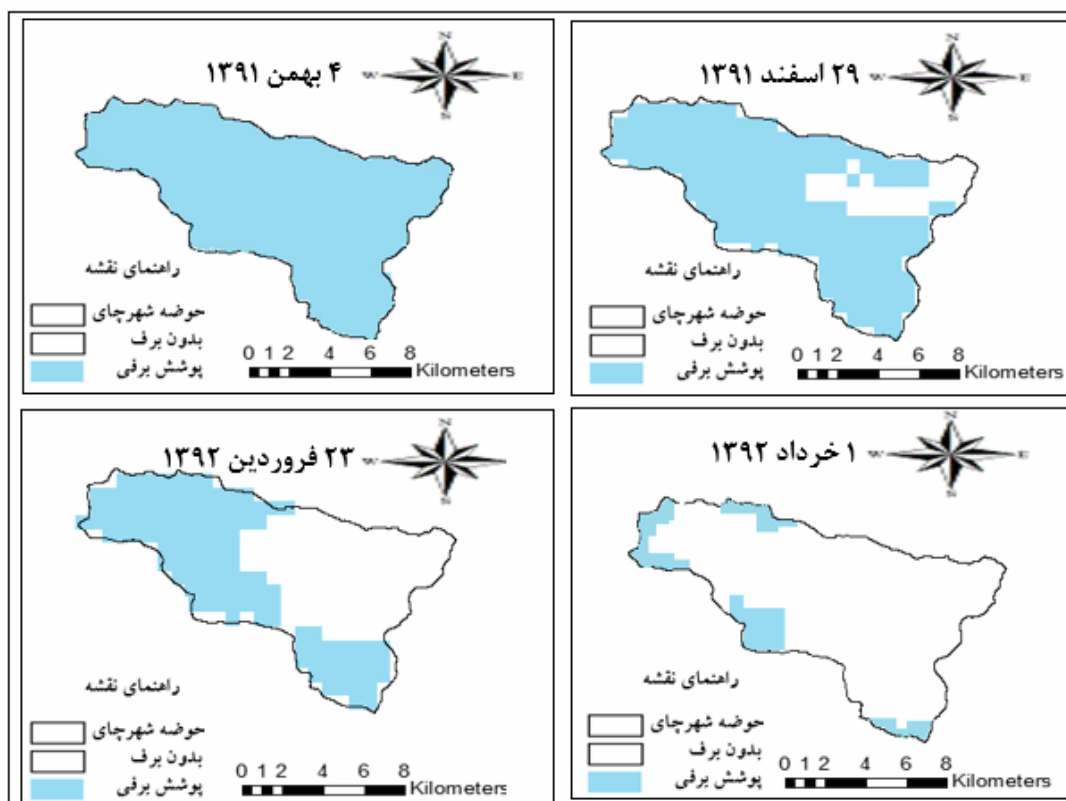 ۴ بهمن ۱۳۹۱
N
W
E
S
راهنمای نقشه
حوضه شهرچای
بدون برف
پوشش برفی
0 1 2 4 6 8
Kilometers
۲۹ اسفند ۱۳۹۱
N
W
E
S
راهنمای نقشه
حوضه شهرچای
بدون برف
پوشش برفی
0 1 2 4 6 8
Kilometers
۲۳ فروردین ۱۳۹۲
N
W
S
راهنمای نقشه
حوضه شهرچای
بدون برف
پوشش برفی
0 1 2 4 6 8
Kilometers
۱ خرداد ۱۳۹۲
N
W
E
S
راهنمای نقشه
حوضه شهرچای
بدون برف
پوشش برفی
0 1 2 4 6 8
Kilometers